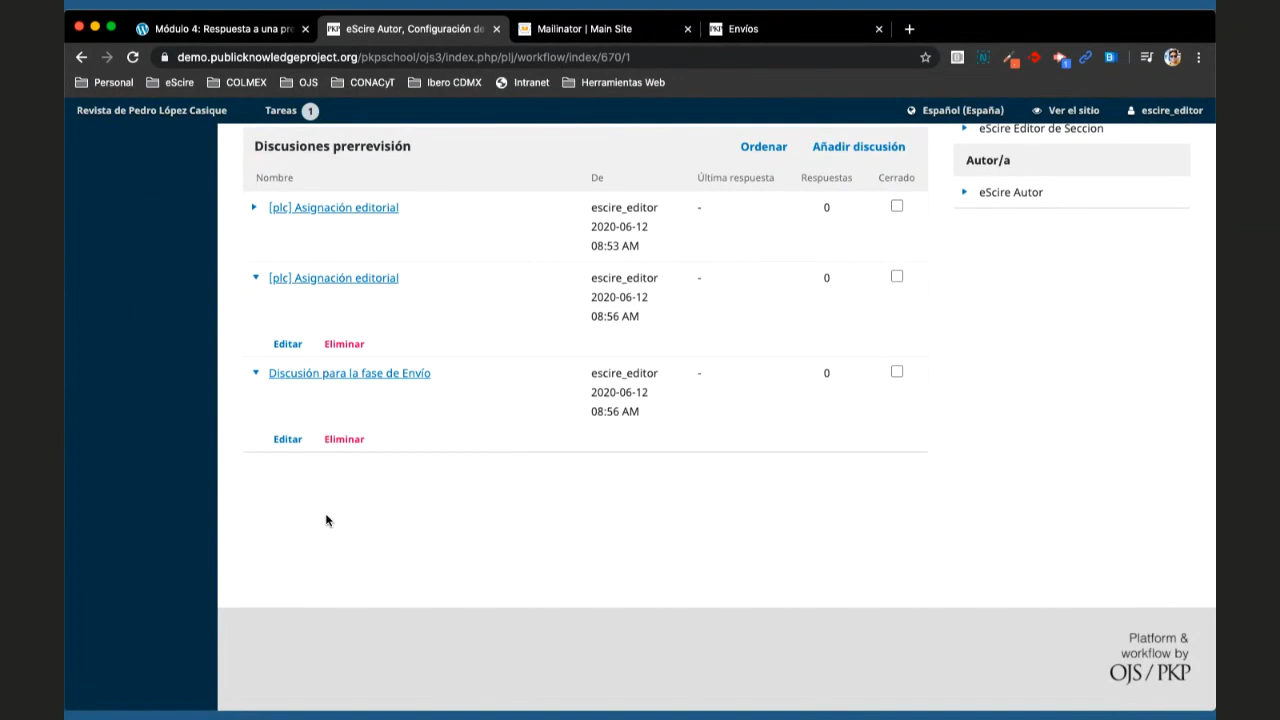 Módulo 4: Respuesta a una pre
eScire Autor, Configuración de
Mailinator | Main Site
Envíos
demo.publicknowledgeproject.org/pkpschool/ojs3/index.php/plj/workflow/index/670/1
Personal eScire COLMEX OJS CONACyT Ibero CDMX Intranet Herramientas Web
Revista de Pedro López Casique Tareas 1 Español (España) Ver el sitio escire_editor
eScire Editor de Seccion
Discusiones prerrevisión Ordenar Añadir discusión
Autor/a
Nombre De Última respuesta Respuestas Cerrado
eScire Autor
[plc] Asignación editorial escire_editor - 0
2020-06-12
08:53 AM
[plc] Asignación editorial escire_editor - 0
2020-06-12
08:56 AM
Editar Eliminar
Discusión para la fase de Envío escire_editor - 0
2020-06-12
08:56 AM
Editar Eliminar
Platform &
workflow by
OJS / PKP